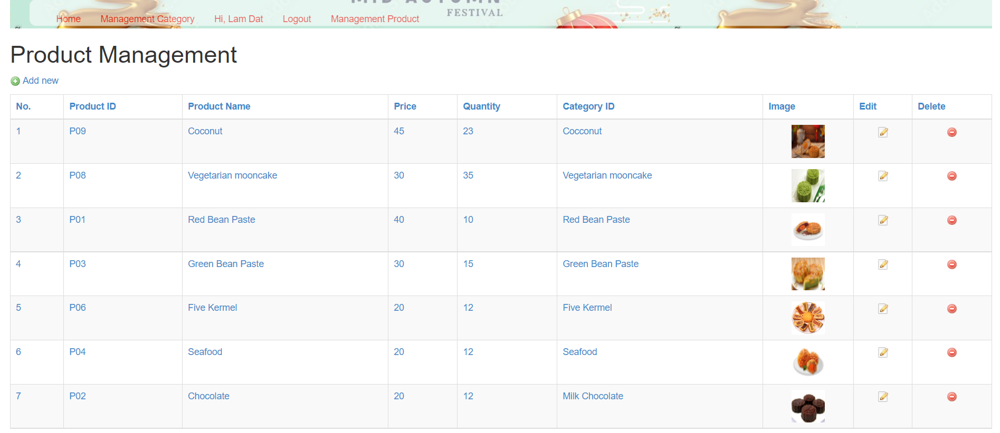 MID AUTUMN
FESTIVAL
Home Management Category Hi, Lam Dat Logout Management Product
Product Management
Add new
No. Product ID Product Name Price Quantity Category ID Image Edit Delete
1 P09 Coconut 45 23 Cocconut
2 P08 Vegetarian mooncake 30 35 Vegetarian mooncake
3 P01 Red Bean Paste 40 10 Red Bean Paste
4 P03 Green Bean Paste 30 15 Green Bean Paste
5 P06 Five Kermel 20 12 Five Kermel
6 P04 Seafood 20 12 Seafood
7 P02 Chocolate 20 12 Milk Chocolate